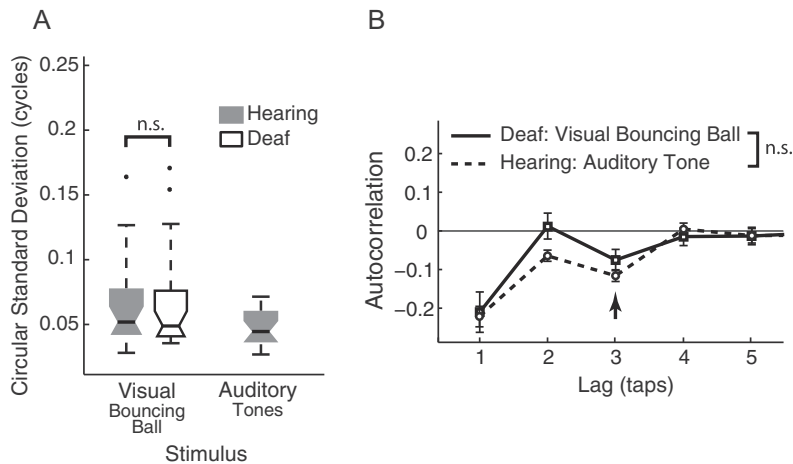 A
Circular Standard Deviation (cycles)
0.25
0.2
0.15
0.1
0.05
n.s.
Hearing
Deaf
Visual
Bouncing
Ball
Auditory
Tones
Stimulus
B
Autocorrelation
0.2
0.1
0
−0.1
−0.2
Deaf: Visual Bouncing Ball
Hearing: Auditory Tone
n.s.
1 2 3 4 5
Lag (taps)